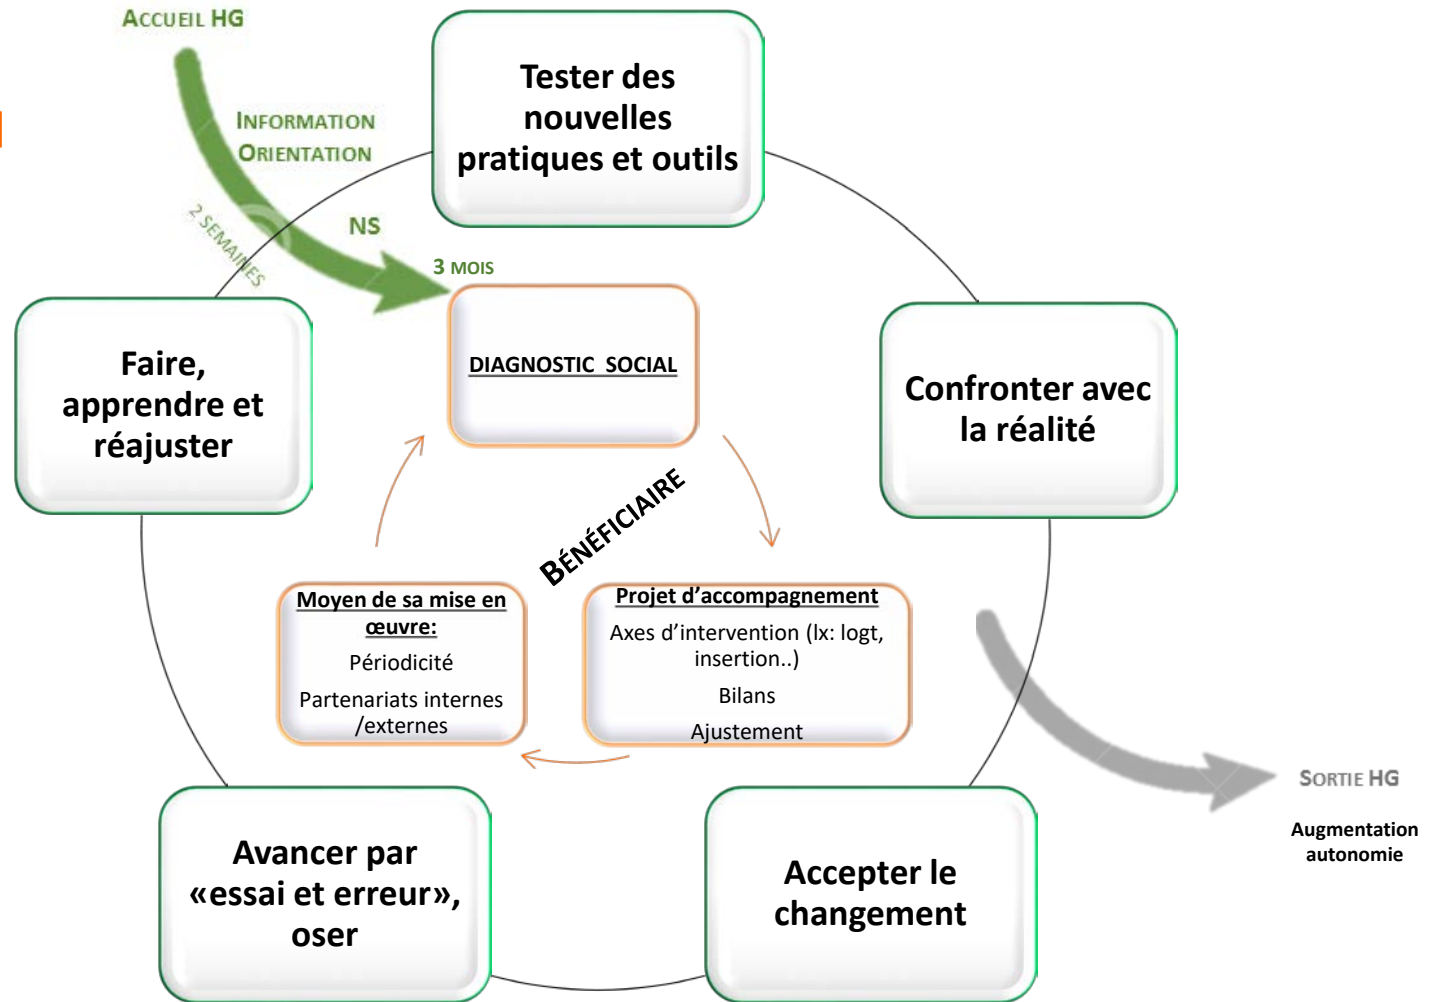 ACCUEIL HG
INFORMATION
ORIENTATION
2 SEMAINES
NS
3 MOIS
Tester des
nouvelles
pratiques et outils
Faire,
apprendre et
réajuster
DIAGNOSTIC SOCIAL
Confronter avec
la réalité
BÉNÉFICIAIRE
Moyen de sa mise en
œuvre:
Périodicité
Partenariats internes
/externes
Projet d'accompagnement
Axes d'intervention (lx: logt,
insertion..)
Bilans
Ajustement
SORTIE HG
Augmentation
autonomie
Avancer par
«essai et erreur»,
oser
Accepter le
changement